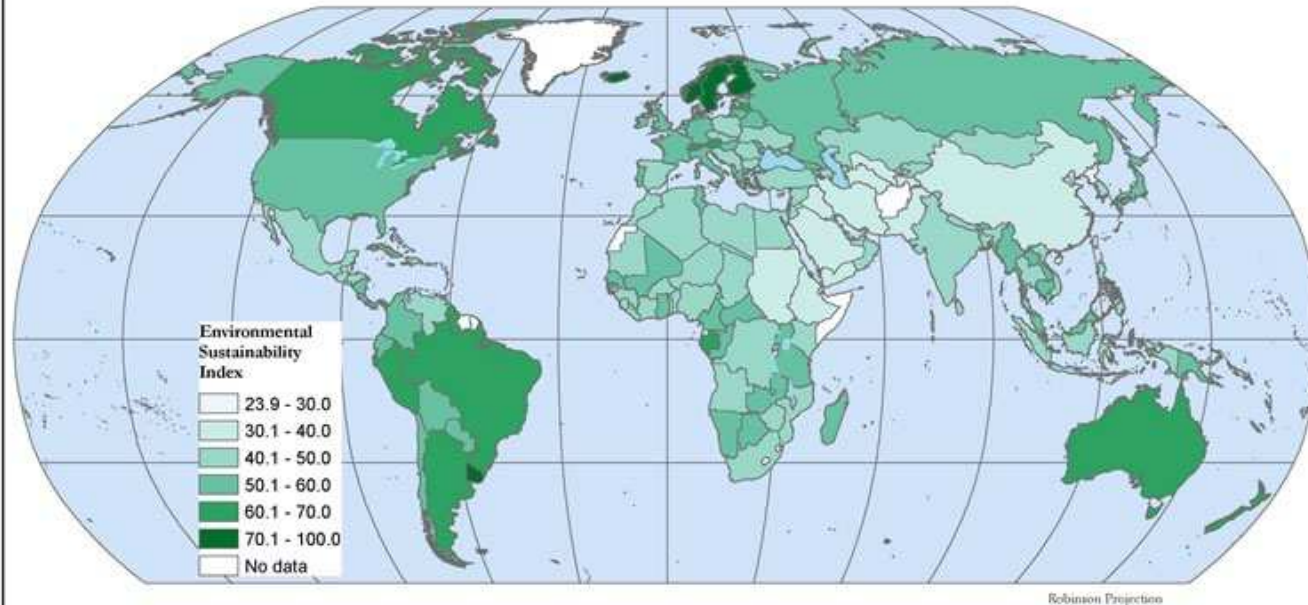 Environmental
Sustainability
Index
23.9 - 30.0
30.1 - 40.0
40.1 - 50.0
50.1 - 60.0
60.1 - 70.0
70.1 - 100.0
No data
Robinson Projection